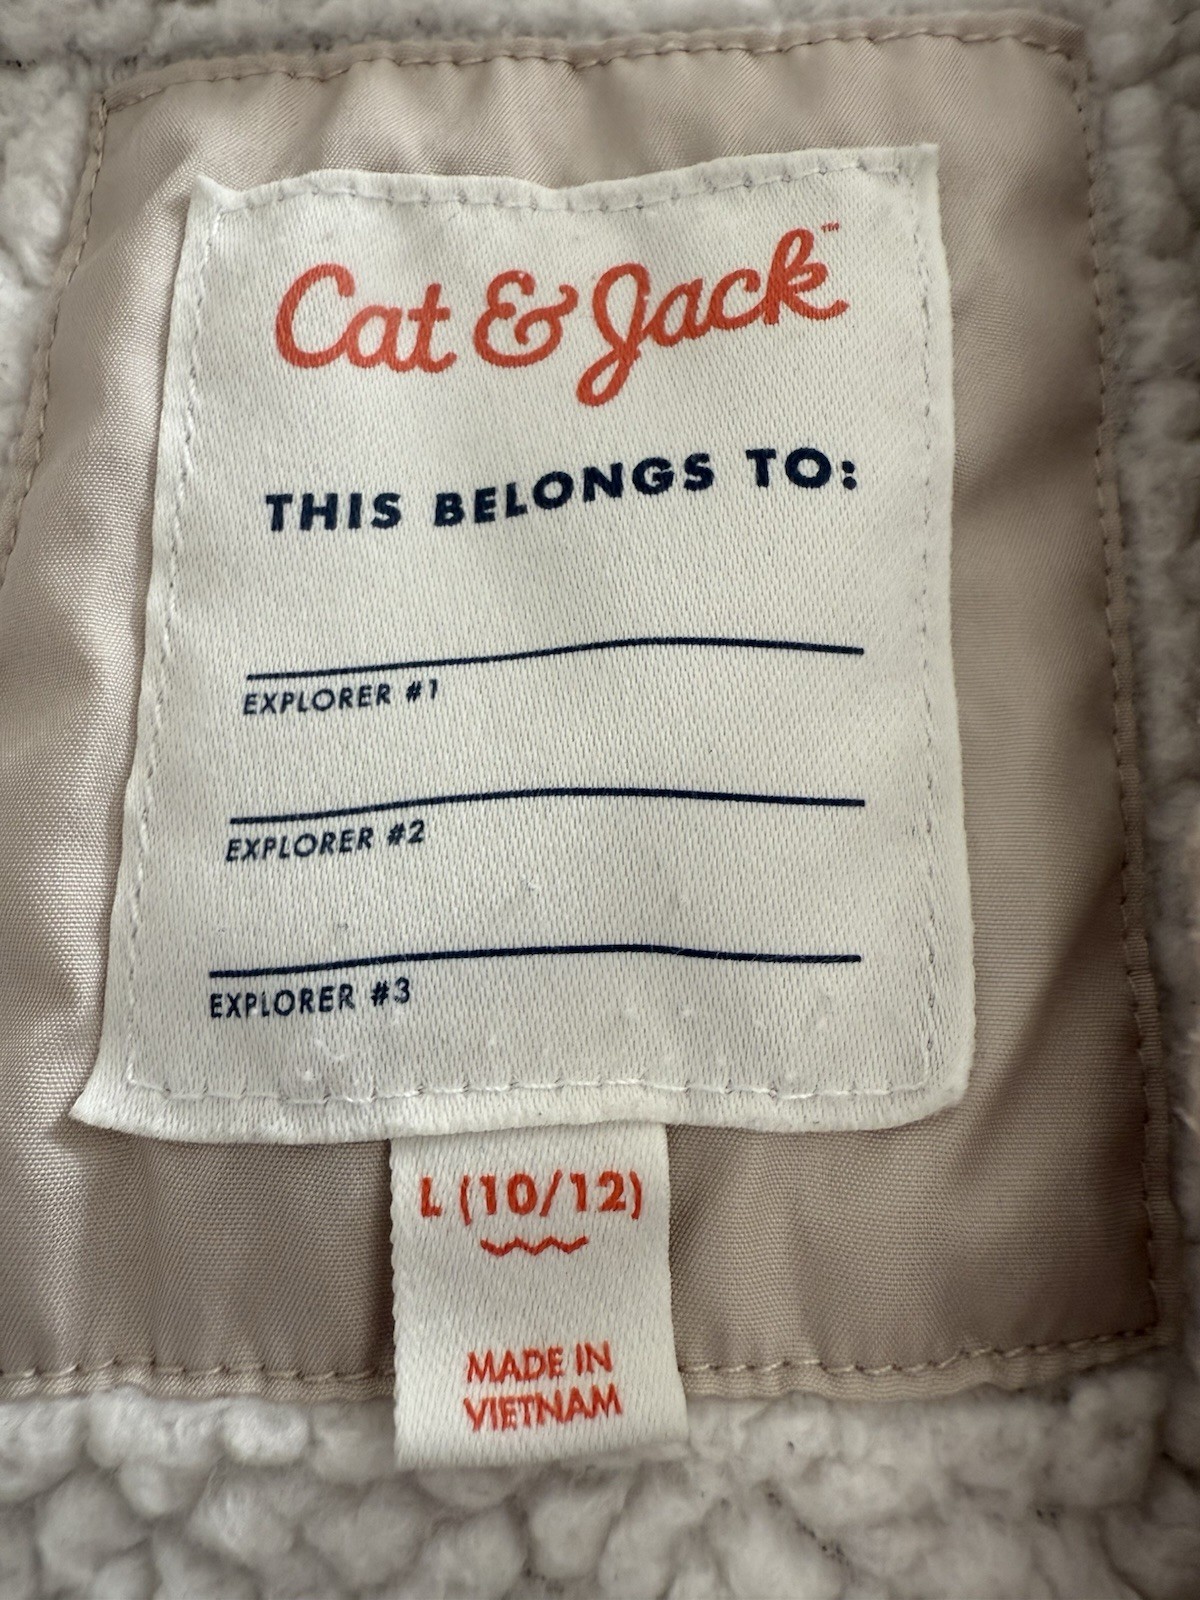 Cat & Jack™
THIS BELONGS TO:
EXPLORER #1
EXPLORER #2
EXPLORER #3
L (10/12)
MADE IN
VIETNAM